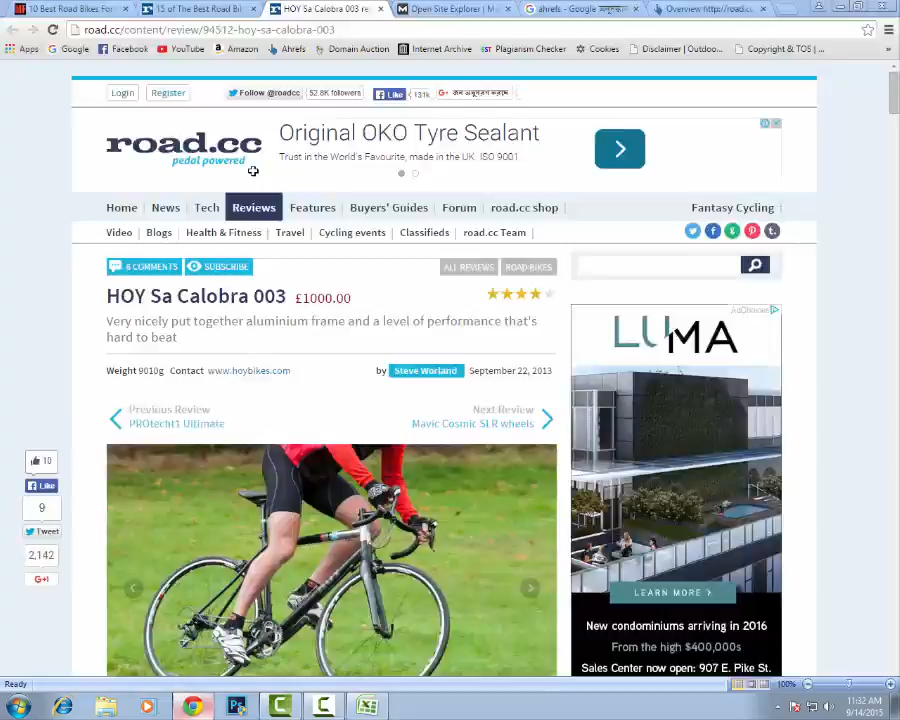 10 Best Road Bikes For
15 of The Best Road Bik
HOY Sa Calobra 003 re
Open Site Explorer | M
Overview http://road.c
road.cc/content/review/94512-hoy-sa-calobra-003
Apps Google Facebook YouTube Amazon Ahrefs Domain Auction Internet Archive Plagiarism Checker Cookies Disclaimer | Outdoo... Copyright & TOS | ...
Login Register Follow @roadcc 52.8K followers Like 131k
road.cc
pedal powered
Original OKO Tyre Sealant
Trust in the World's Favourite, made in the UK. ISO 9001
Home News Tech Reviews Features Buyers' Guides Forum road.cc shop Fantasy Cycling
Video Blogs Health & Fitness Travel Cycling events Classifieds road.cc Team
6 COMMENTS SUBSCRIBE ALL REVIEWS ROAD BIKES
HOY Sa Calobra 003 £1000.00
Very nicely put together aluminium frame and a level of performance that's
hard to beat
Weight 9010g Contact www.hoybikes.com by Steve Worland September 22, 2013
Previous Review
PROtecht1 Ultimate
Next Review
Mavic Cosmic SLR wheels
10
Like
9
Tweet
2,142
G+1
AdChoices
LUMA
LEARN MORE >
New condominiums arriving in 2016
From the high $400,000s
Sales Center now open: 907 E. Pike St.
Ready 100%
11:32 AM
9/14/2015